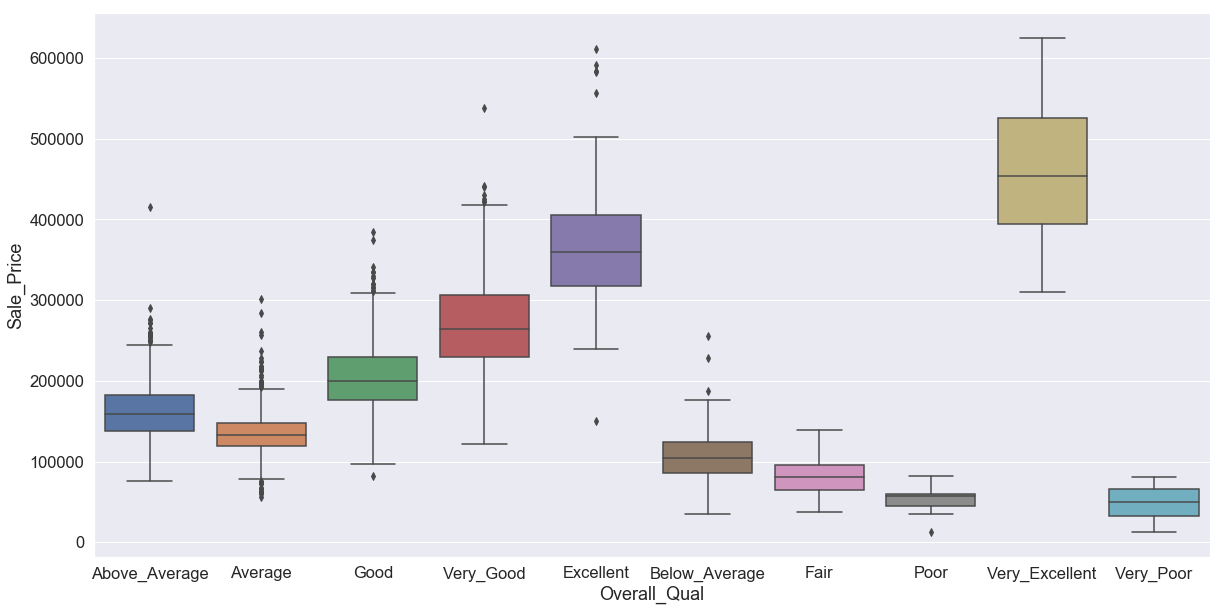 600000
500000
400000
300000
200000
100000
0
Sale_Price
Above_Average Average Good Very_Good Excellent Below_Average Fair Poor Very_Excellent Very_Poor
Overall_Qual